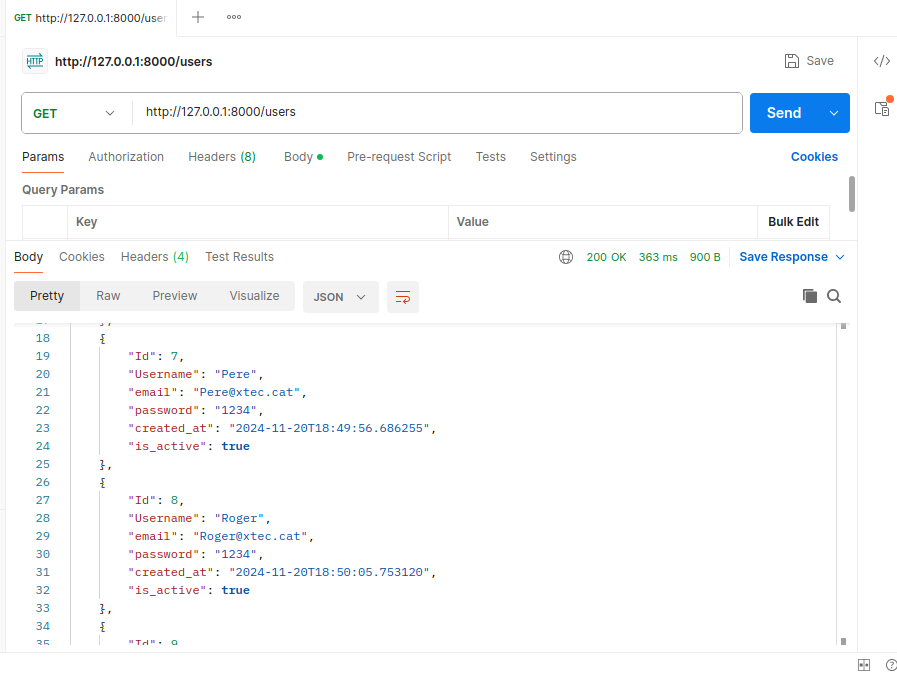 GET http://127.0.0.1:8000/user
HTTP http://127.0.0.1:8000/users
Save
</>
GET
http://127.0.0.1:8000/users
Send
Params Authorization Headers (8) Body Pre-request Script Tests Settings Cookies
Query Params
Key Value Bulk Edit
Body Cookies Headers (4) Test Results 200 OK 363 ms 900 B Save Response
Pretty Raw Preview Visualize JSON
18 {
19 "Id": 7,
20 "Username": "Pere",
21 "email": "Pere@xtec.cat",
22 "password": "1234",
23 "created_at": "2024-11-20T18:49:56.686255",
24 "is_active": true
25 },
26 {
27 "Id": 8,
28 "Username": "Roger",
29 "email": "Roger@xtec.cat",
30 "password": "1234",
31 "created_at": "2024-11-20T18:50:05.753120",
32 "is_active": true
33 },
34 {
35 "Id": 9